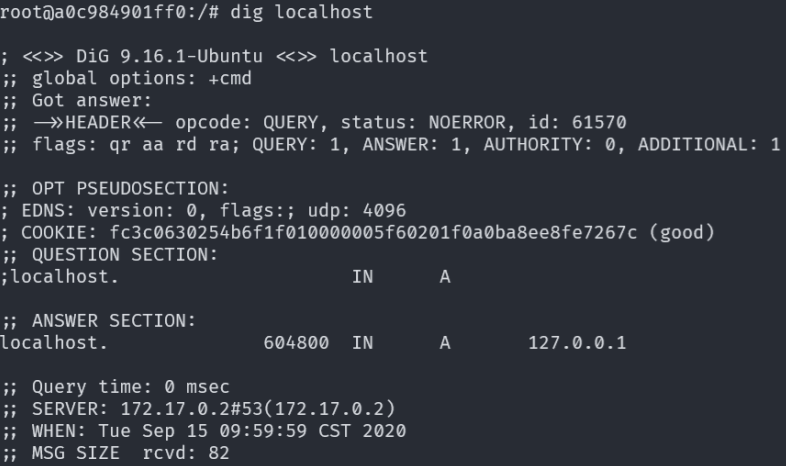 root@a0c984901ff0:/# dig localhost
; <<>> DiG 9.16.1-Ubuntu <<>> localhost
;; global options: +cmd
;; Got answer:
;; ->>HEADER<<- opcode: QUERY, status: NOERROR, id: 61570
;; flags: qr aa rd ra; QUERY: 1, ANSWER: 1, AUTHORITY: 0, ADDITIONAL: 1
;; OPT PSEUDOSECTION:
; EDNS: version: 0, flags:; udp: 4096
; COOKIE: fc3c0630254b6f1f010000005f60201f0a0ba8ee8fe7267c (good)
;; QUESTION SECTION:
;localhost. IN A
;; ANSWER SECTION:
localhost. 604800 IN A 127.0.0.1
;; Query time: 0 msec
;; SERVER: 172.17.0.2#53(172.17.0.2)
;; WHEN: Tue Sep 15 09:59:59 CST 2020
;; MSG SIZE rcvd: 82